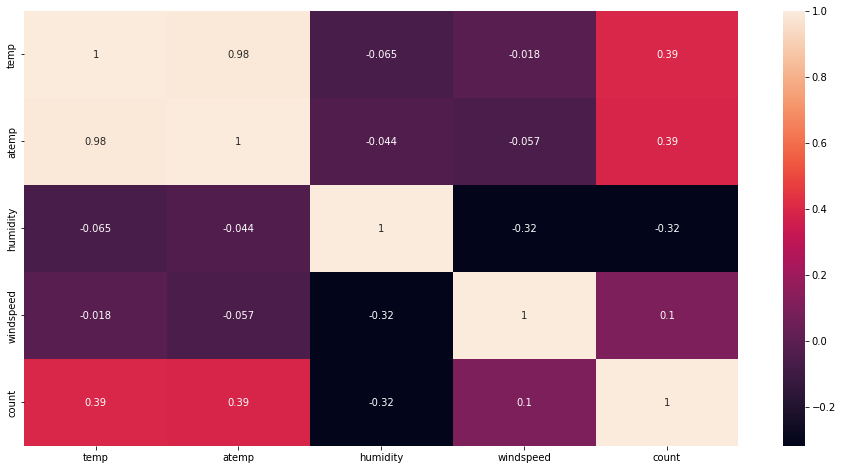 temp 1 0.98 -0.065 -0.018 0.39
atemp 0.98 1 -0.044 -0.057 0.39
humidity -0.065 -0.044 1 -0.32 -0.32
windspeed -0.018 -0.057 -0.32 1 0.1
count 0.39 0.39 -0.32 0.1 1
temp atemp humidity windspeed count
1.0
0.8
0.6
0.4
0.2
0.0
−0.2